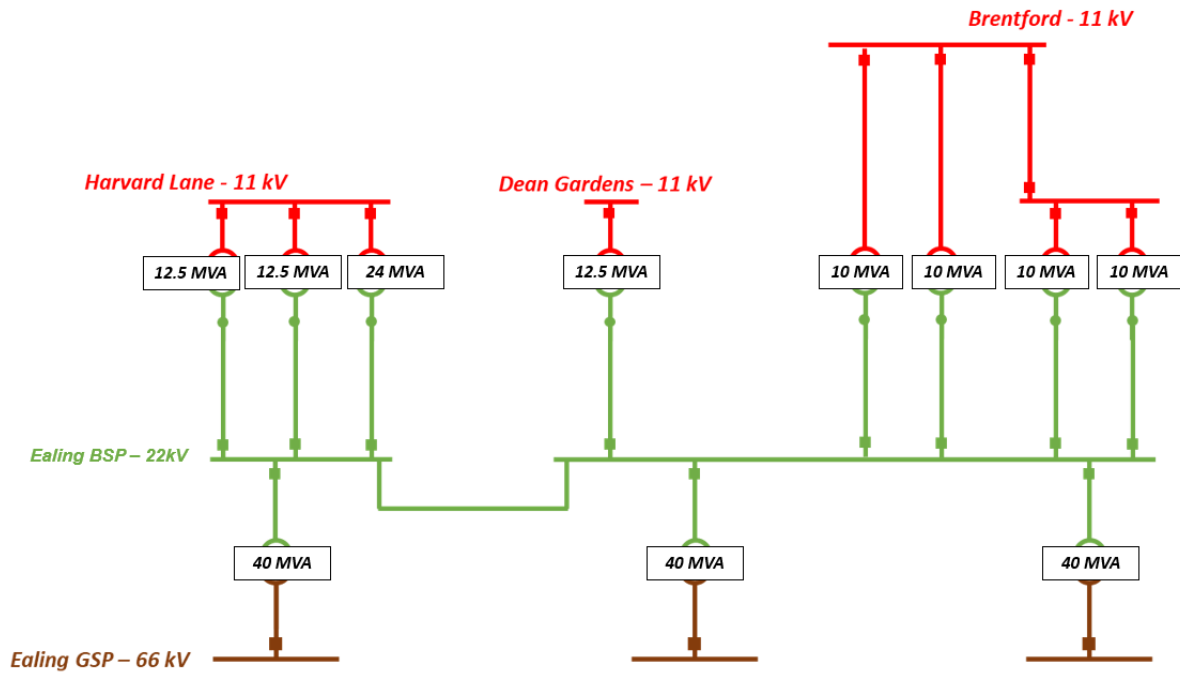 Brentford - 11 kV
Harvard Lane - 11 kV
Dean Gardens – 11 kV
12.5 MVA
12.5 MVA
24 MVA
12.5 MVA
10 MVA
10 MVA
10 MVA
10 MVA
Ealing BSP – 22kV
40 MVA
40 MVA
40 MVA
Ealing GSP – 66 kV